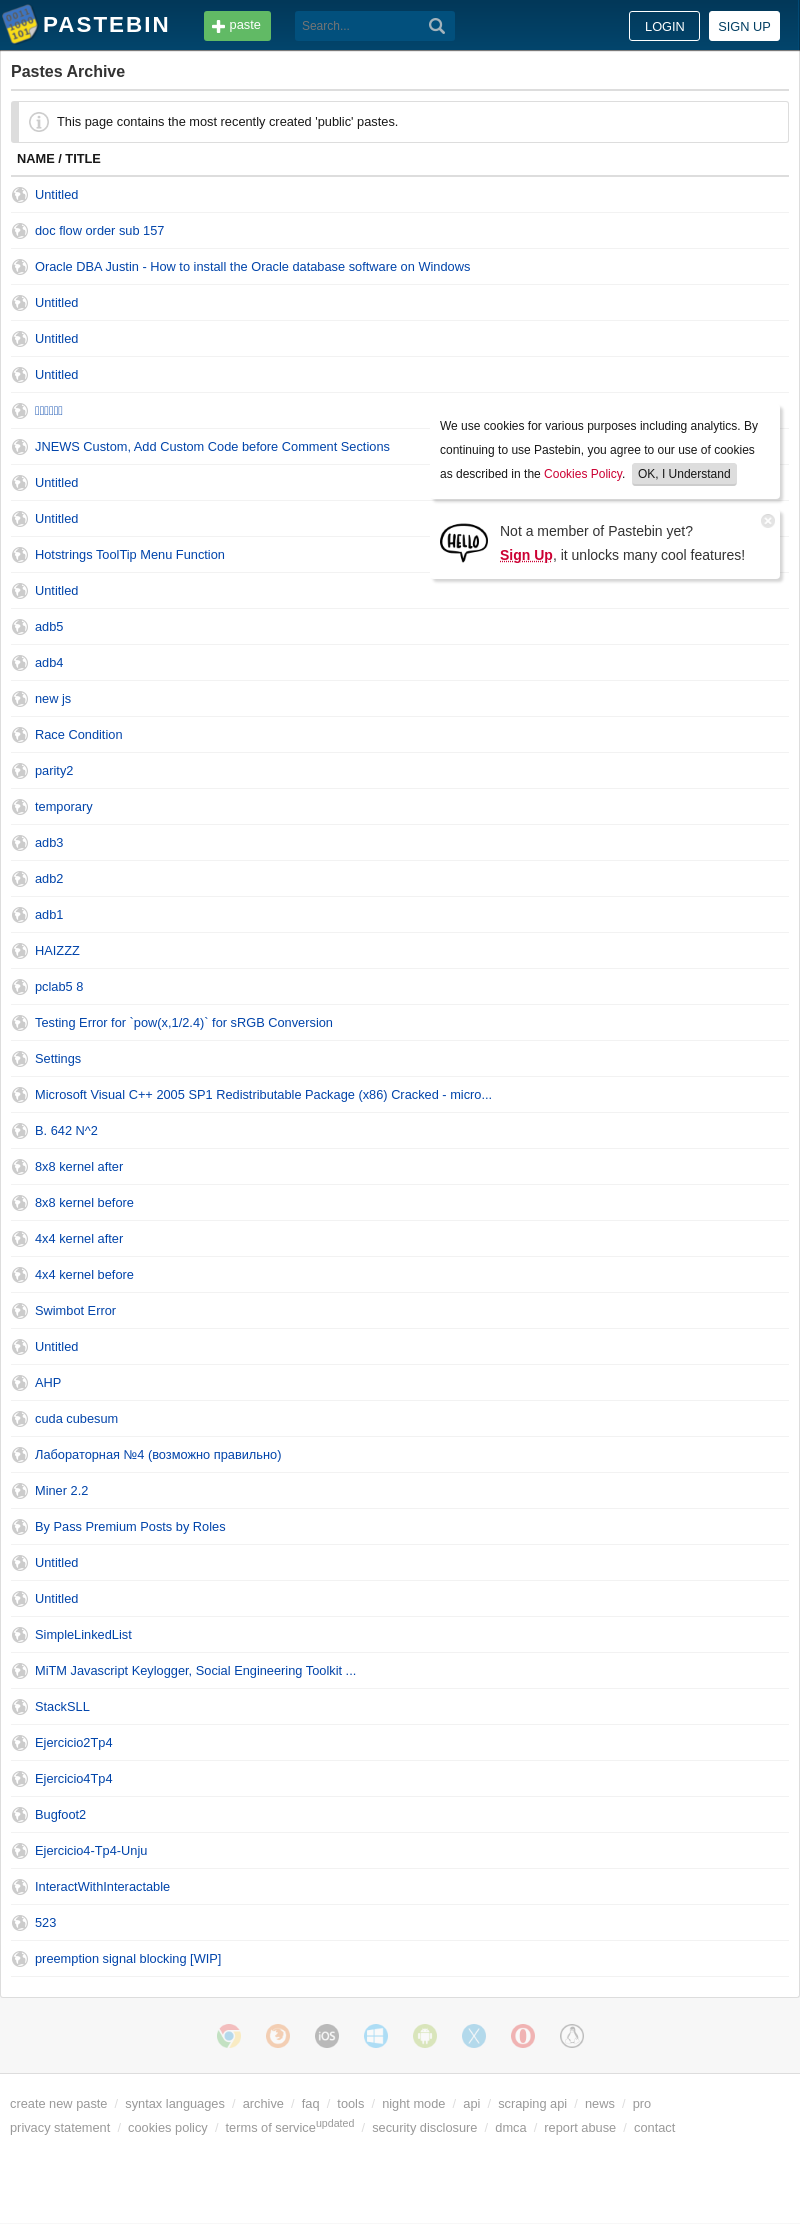 PASTEBIN
paste
Search...
LOGIN
SIGN UP
Pastes Archive
This page contains the most recently created 'public' pastes.
NAME / TITLE
Untitled
doc flow order sub 157
Oracle DBA Justin - How to install the Oracle database software on Windows
Untitled
Untitled
Untitled
We use cookies for various purposes including analytics. By
continuing to use Pastebin, you agree to our use of cookies
as described in the Cookies Policy. OK, I Understand
JNEWS Custom, Add Custom Code before Comment Sections
Untitled
Untitled
HELLO
Not a member of Pastebin yet?
Sign Up, it unlocks many cool features!
Hotstrings ToolTip Menu Function
Untitled
adb5
adb4
new js
Race Condition
parity2
temporary
adb3
adb2
adb1
HAIZZZ
pclab5 8
Testing Error for `pow(x,1/2.4)` for sRGB Conversion
Settings
Microsoft Visual C++ 2005 SP1 Redistributable Package (x86) Cracked - micro...
B. 642 N^2
8x8 kernel after
8x8 kernel before
4x4 kernel after
4x4 kernel before
Swimbot Error
Untitled
AHP
cuda cubesum
Лабораторная №4 (возможно правильно)
Miner 2.2
By Pass Premium Posts by Roles
Untitled
Untitled
SimpleLinkedList
MiTM Javascript Keylogger, Social Engineering Toolkit ...
StackSLL
Ejercicio2Tp4
Ejercicio4Tp4
Bugfoot2
Ejercicio4-Tp4-Unju
InteractWithInteractable
523
preemption signal blocking [WIP]
iOS
create new paste / syntax languages / archive / faq / tools / night mode / api / scraping api / news / pro
privacy statement / cookies policy / terms of serviceupdated / security disclosure / dmca / report abuse / contact